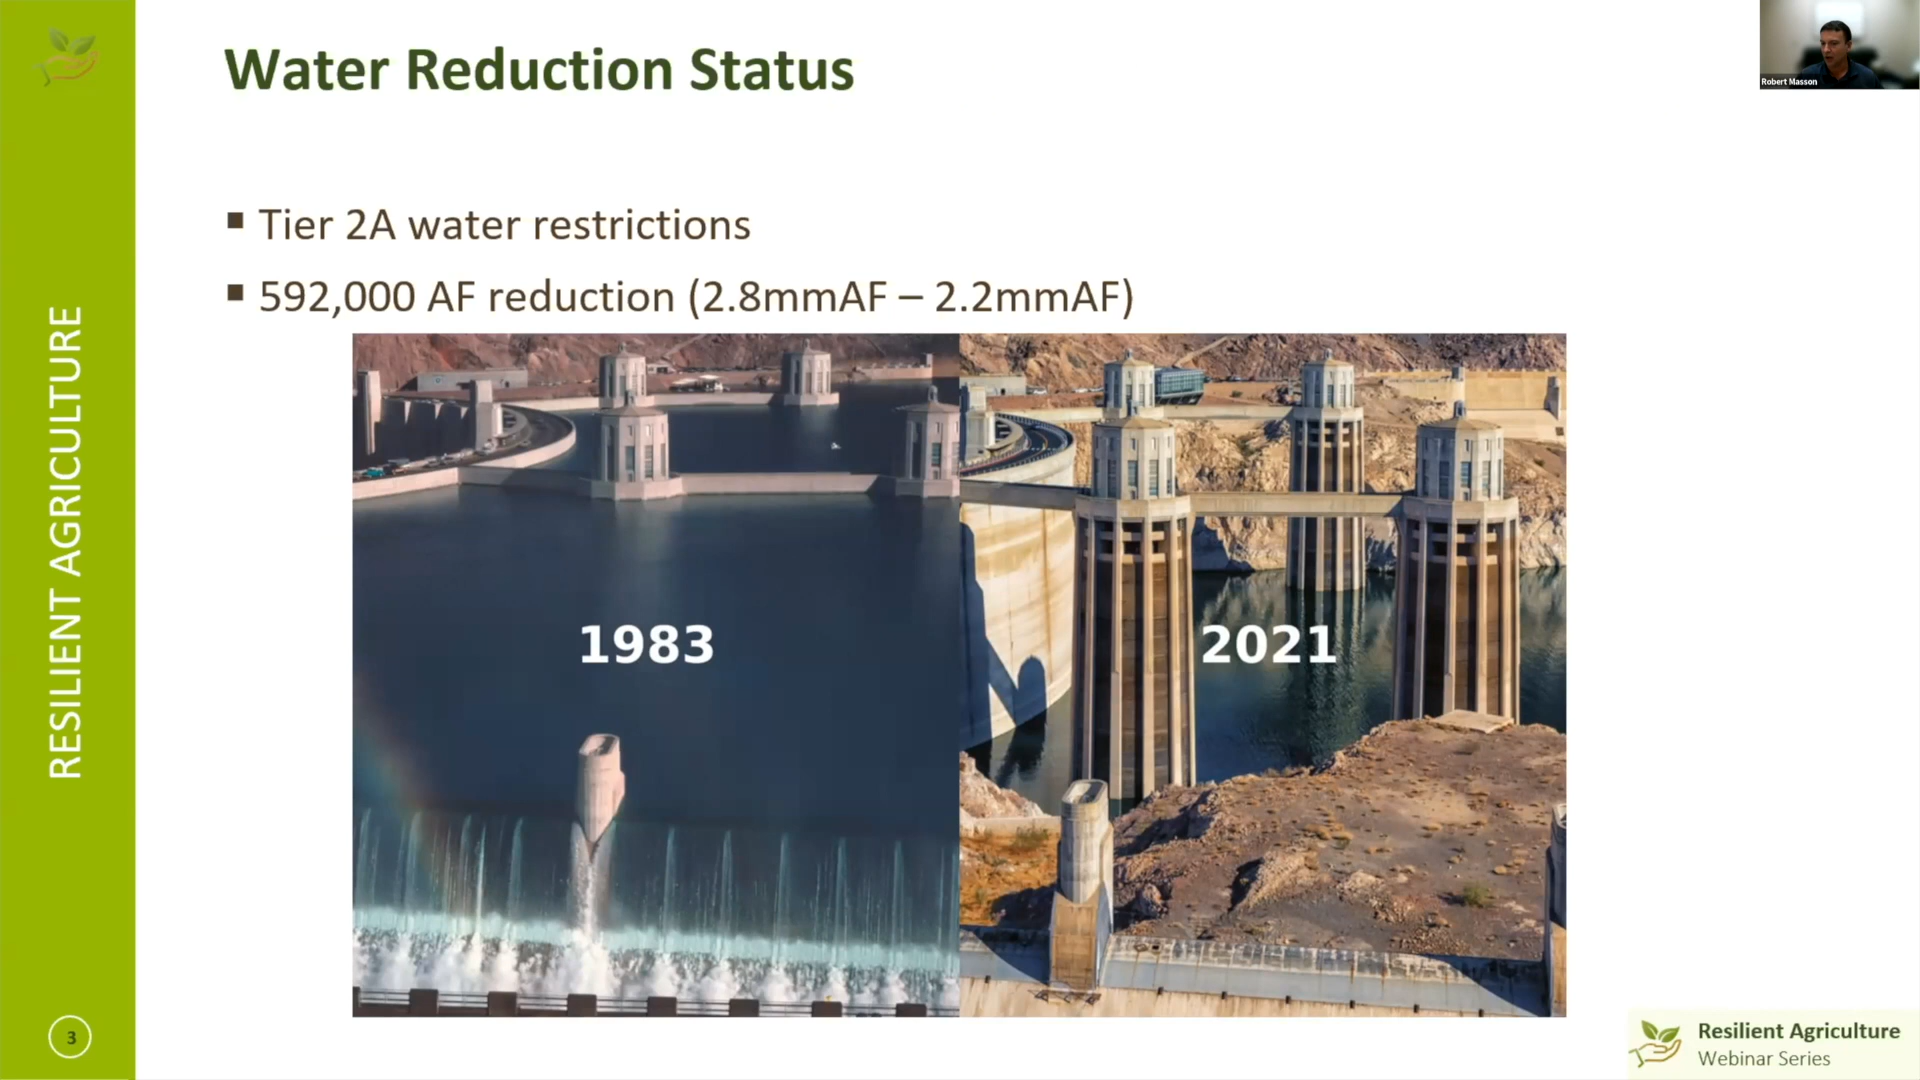 Water Reduction Status
Robert Masson
▪ Tier 2A water restrictions
▪ 592,000 AF reduction (2.8mmAF – 2.2mmAF)
RESILIENT AGRICULTURE
1983
2021
3
Resilient Agriculture
Webinar Series